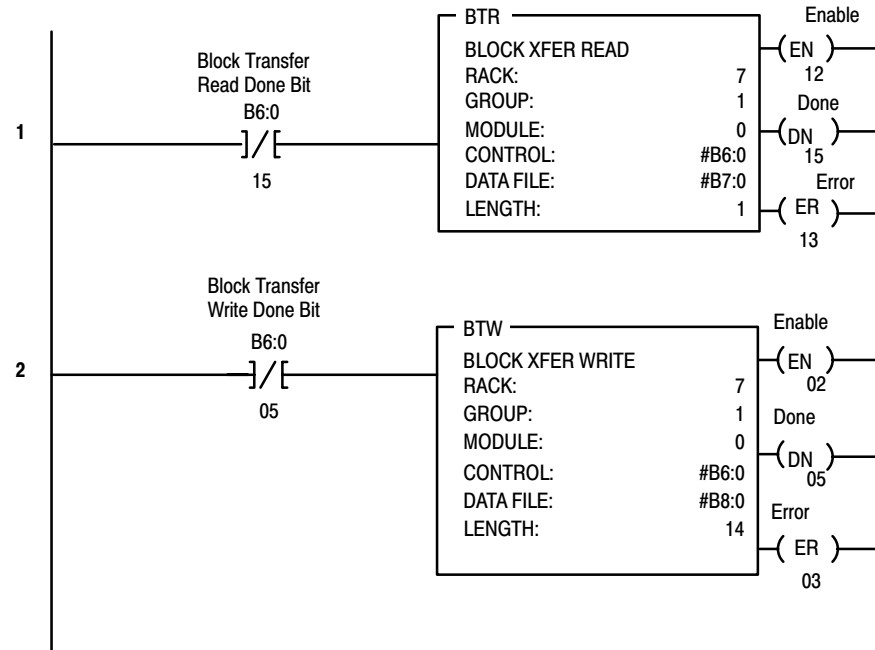 BTR
Enable
Block Transfer
Read Done Bit
B6:0
1
]/[
15
BLOCK XFER READ
RACK: 7
GROUP: 1
MODULE: 0
CONTROL: #B6:0
DATA FILE: #B7:0
LENGTH: 1
(EN)
12
Done
(DN)
15
Error
(ER)
13
Block Transfer
Write Done Bit
B6:0
2
]/[
05
BTW
BLOCK XFER WRITE
RACK: 7
GROUP: 1
MODULE: 0
CONTROL: #B6:0
DATA FILE: #B8:0
LENGTH: 14
Enable
(EN)
02
Done
(DN)
05
Error
(ER)
03